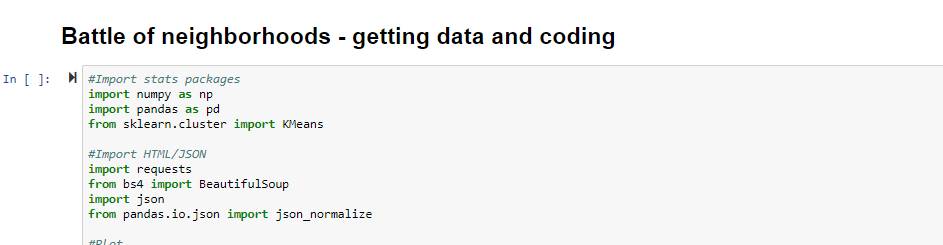 Battle of neighborhoods - getting data and coding
In [ ]:
#Import stats packages
import numpy as np
import pandas as pd
from sklearn.cluster import KMeans
#Import HTML/JSON
import requests
from bs4 import BeautifulSoup
import json
from pandas.io.json import json_normalize
#Plot